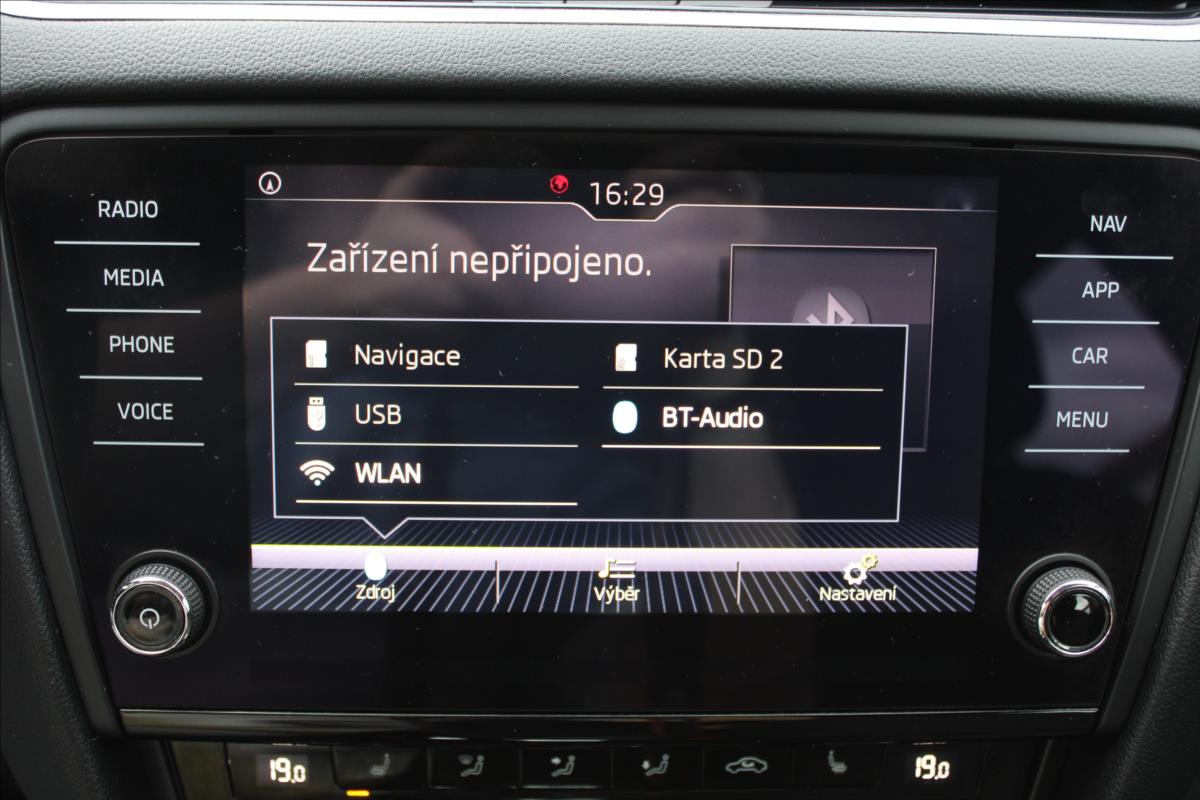 16:29
RADIO
MEDIA
PHONE
VOICE
Zařízení nepřipojeno.
Navigace
Karta SD 2
USB
BT-Audio
WLAN
Zdroj
Výběr
Nastavení
NAV
APP
CAR
MENU
19.0
19.0